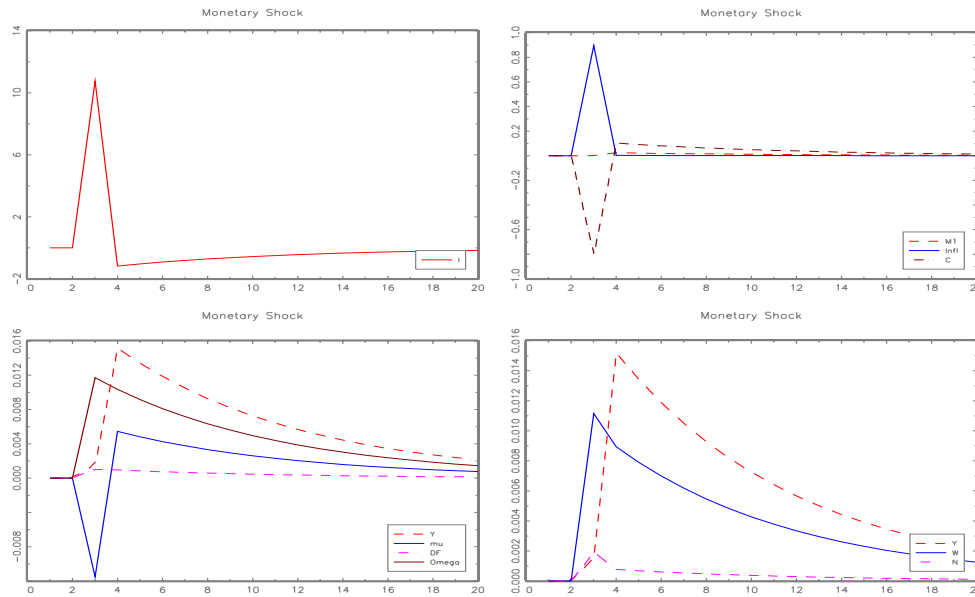 Monetary Shock
14
10
6
2
−2
0 2 4 6 8 10 12 14 16 18 20
I
Monetary Shock
1.0
0.8
0.6
0.4
0.2
−0.2
−0.6
−1.0
0 2 4 6 8 10 12 14 16 18
M1
Infl
C
Monetary Shock
0.016
0.012
0.008
0.004
0.000
−0.008
0 2 4 6 8 10 12 14 16 18 20
Y
mu
DF
Omega
Monetary Shock
0.016
0.014
0.012
0.010
0.008
0.006
0.004
0.002
0.000
0 2 4 6 8 10 12 14 16 18
Y
W
N